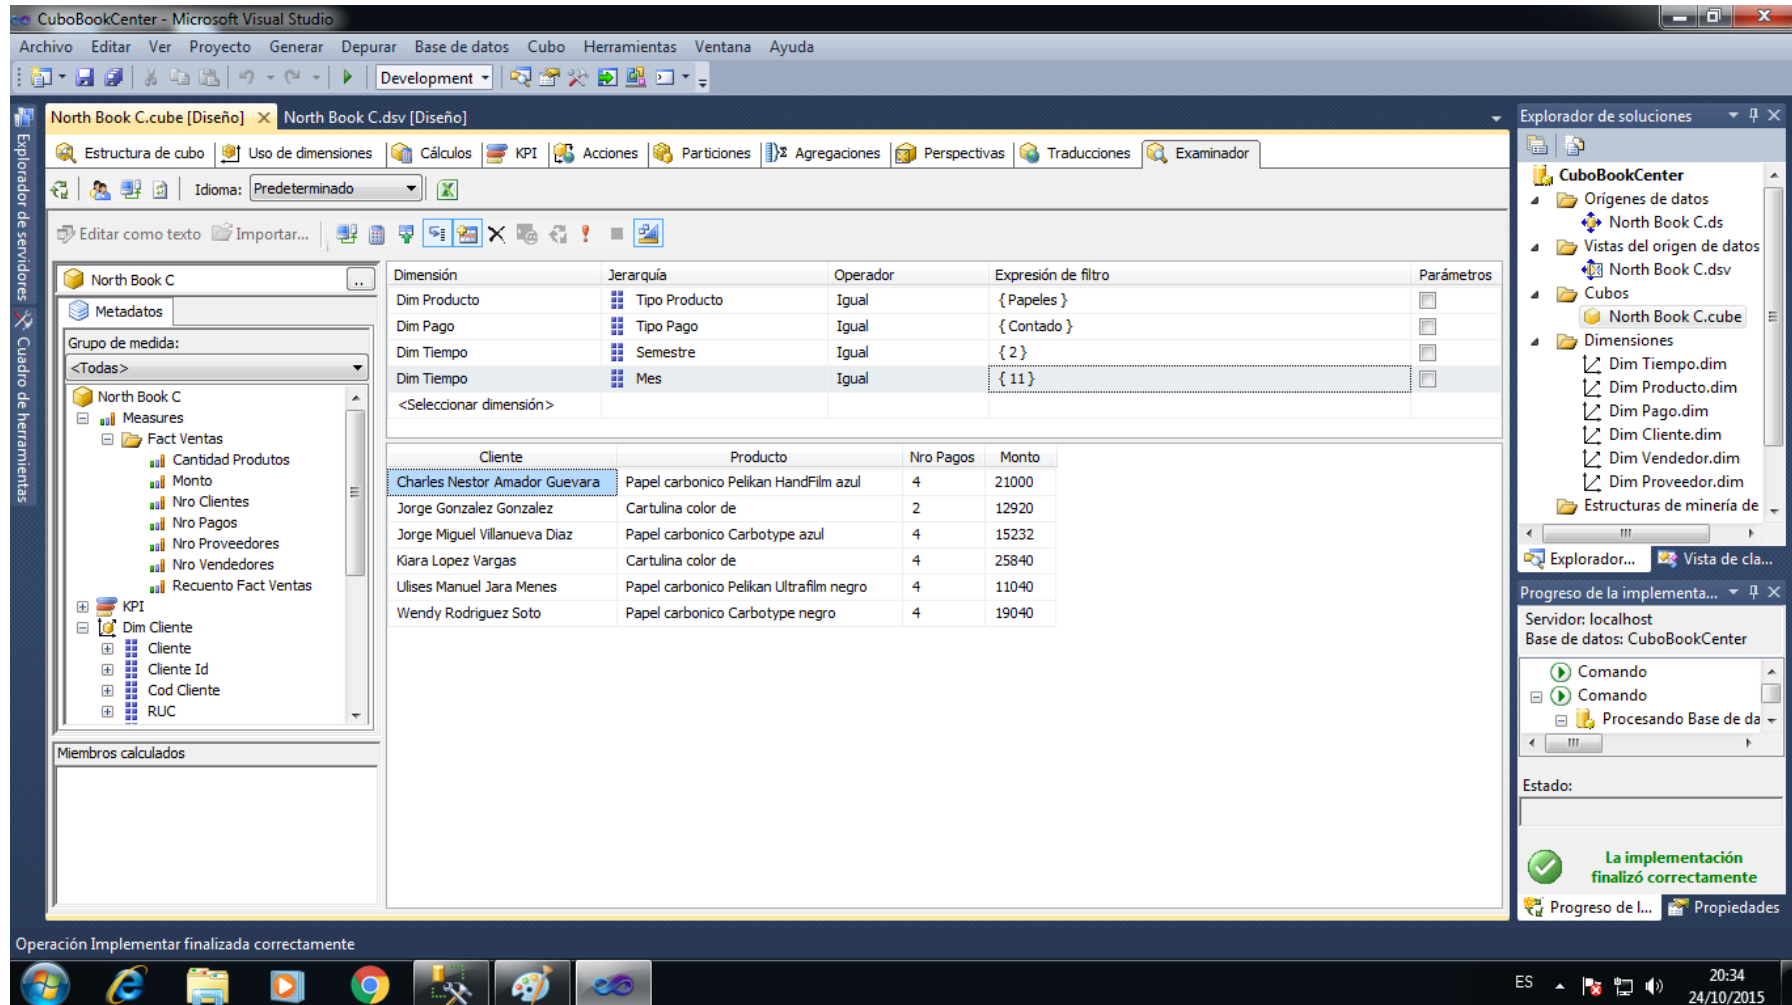 CuboBookCenter - Microsoft Visual Studio
Archivo Editar Ver Proyecto Generar Depurar Base de datos Cubo Herramientas Ventana Ayuda
Development
Explorador de servidores
Cuadro de herramientas
North Book C.cube [Diseño] North Book C.dsv [Diseño]
Estructura de cubo Uso de dimensiones Cálculos KPI Acciones Particiones Agregaciones Perspectivas Traducciones Examinador
Idioma: Predeterminado
Editar como texto Importar...
North Book C ..
Metadatos
Grupo de medida:
<Todas>
North Book C
Measures
Fact Ventas
Cantidad Produtos
Monto
Nro Clientes
Nro Pagos
Nro Proveedores
Nro Vendedores
Recuento Fact Ventas
KPI
Dim Cliente
Cliente
Cliente Id
Cod Cliente
RUC
Miembros calculados
Dimensión Jerarquía Operador Expresión de filtro Parámetros
Dim Producto Tipo Producto Igual { Papeles }
Dim Pago Tipo Pago Igual { Contado }
Dim Tiempo Semestre Igual { 2 }
Dim Tiempo Mes Igual { 11 }
<Seleccionar dimensión>
Cliente Producto Nro Pagos Monto
Charles Nestor Amador Guevara Papel carbonico Pelikan HandFilm azul 4 21000
Jorge Gonzalez Gonzalez Cartulina color de 2 12920
Jorge Miguel Villanueva Diaz Papel carbonico Carbotype azul 4 15232
Kiara Lopez Vargas Cartulina color de 4 25840
Ulises Manuel Jara Menes Papel carbonico Pelikan Ultrafilm negro 4 11040
Wendy Rodriguez Soto Papel carbonico Carbotype negro 4 19040
Explorador de soluciones
CuboBookCenter
Orígenes de datos
North Book C.ds
Vistas del origen de datos
North Book C.dsv
Cubos
North Book C.cube
Dimensiones
Dim Tiempo.dim
Dim Producto.dim
Dim Pago.dim
Dim Cliente.dim
Dim Vendedor.dim
Dim Proveedor.dim
Estructuras de minería de
Explorador... Vista de cla...
Progreso de la implementa...
Servidor: localhost
Base de datos: CuboBookCenter
Comando
Comando
Procesando Base de da
Estado:
La implementación
finalizó correctamente
Progreso de l... Propiedades
Operación Implementar finalizada correctamente
ES 20:34
24/10/2015